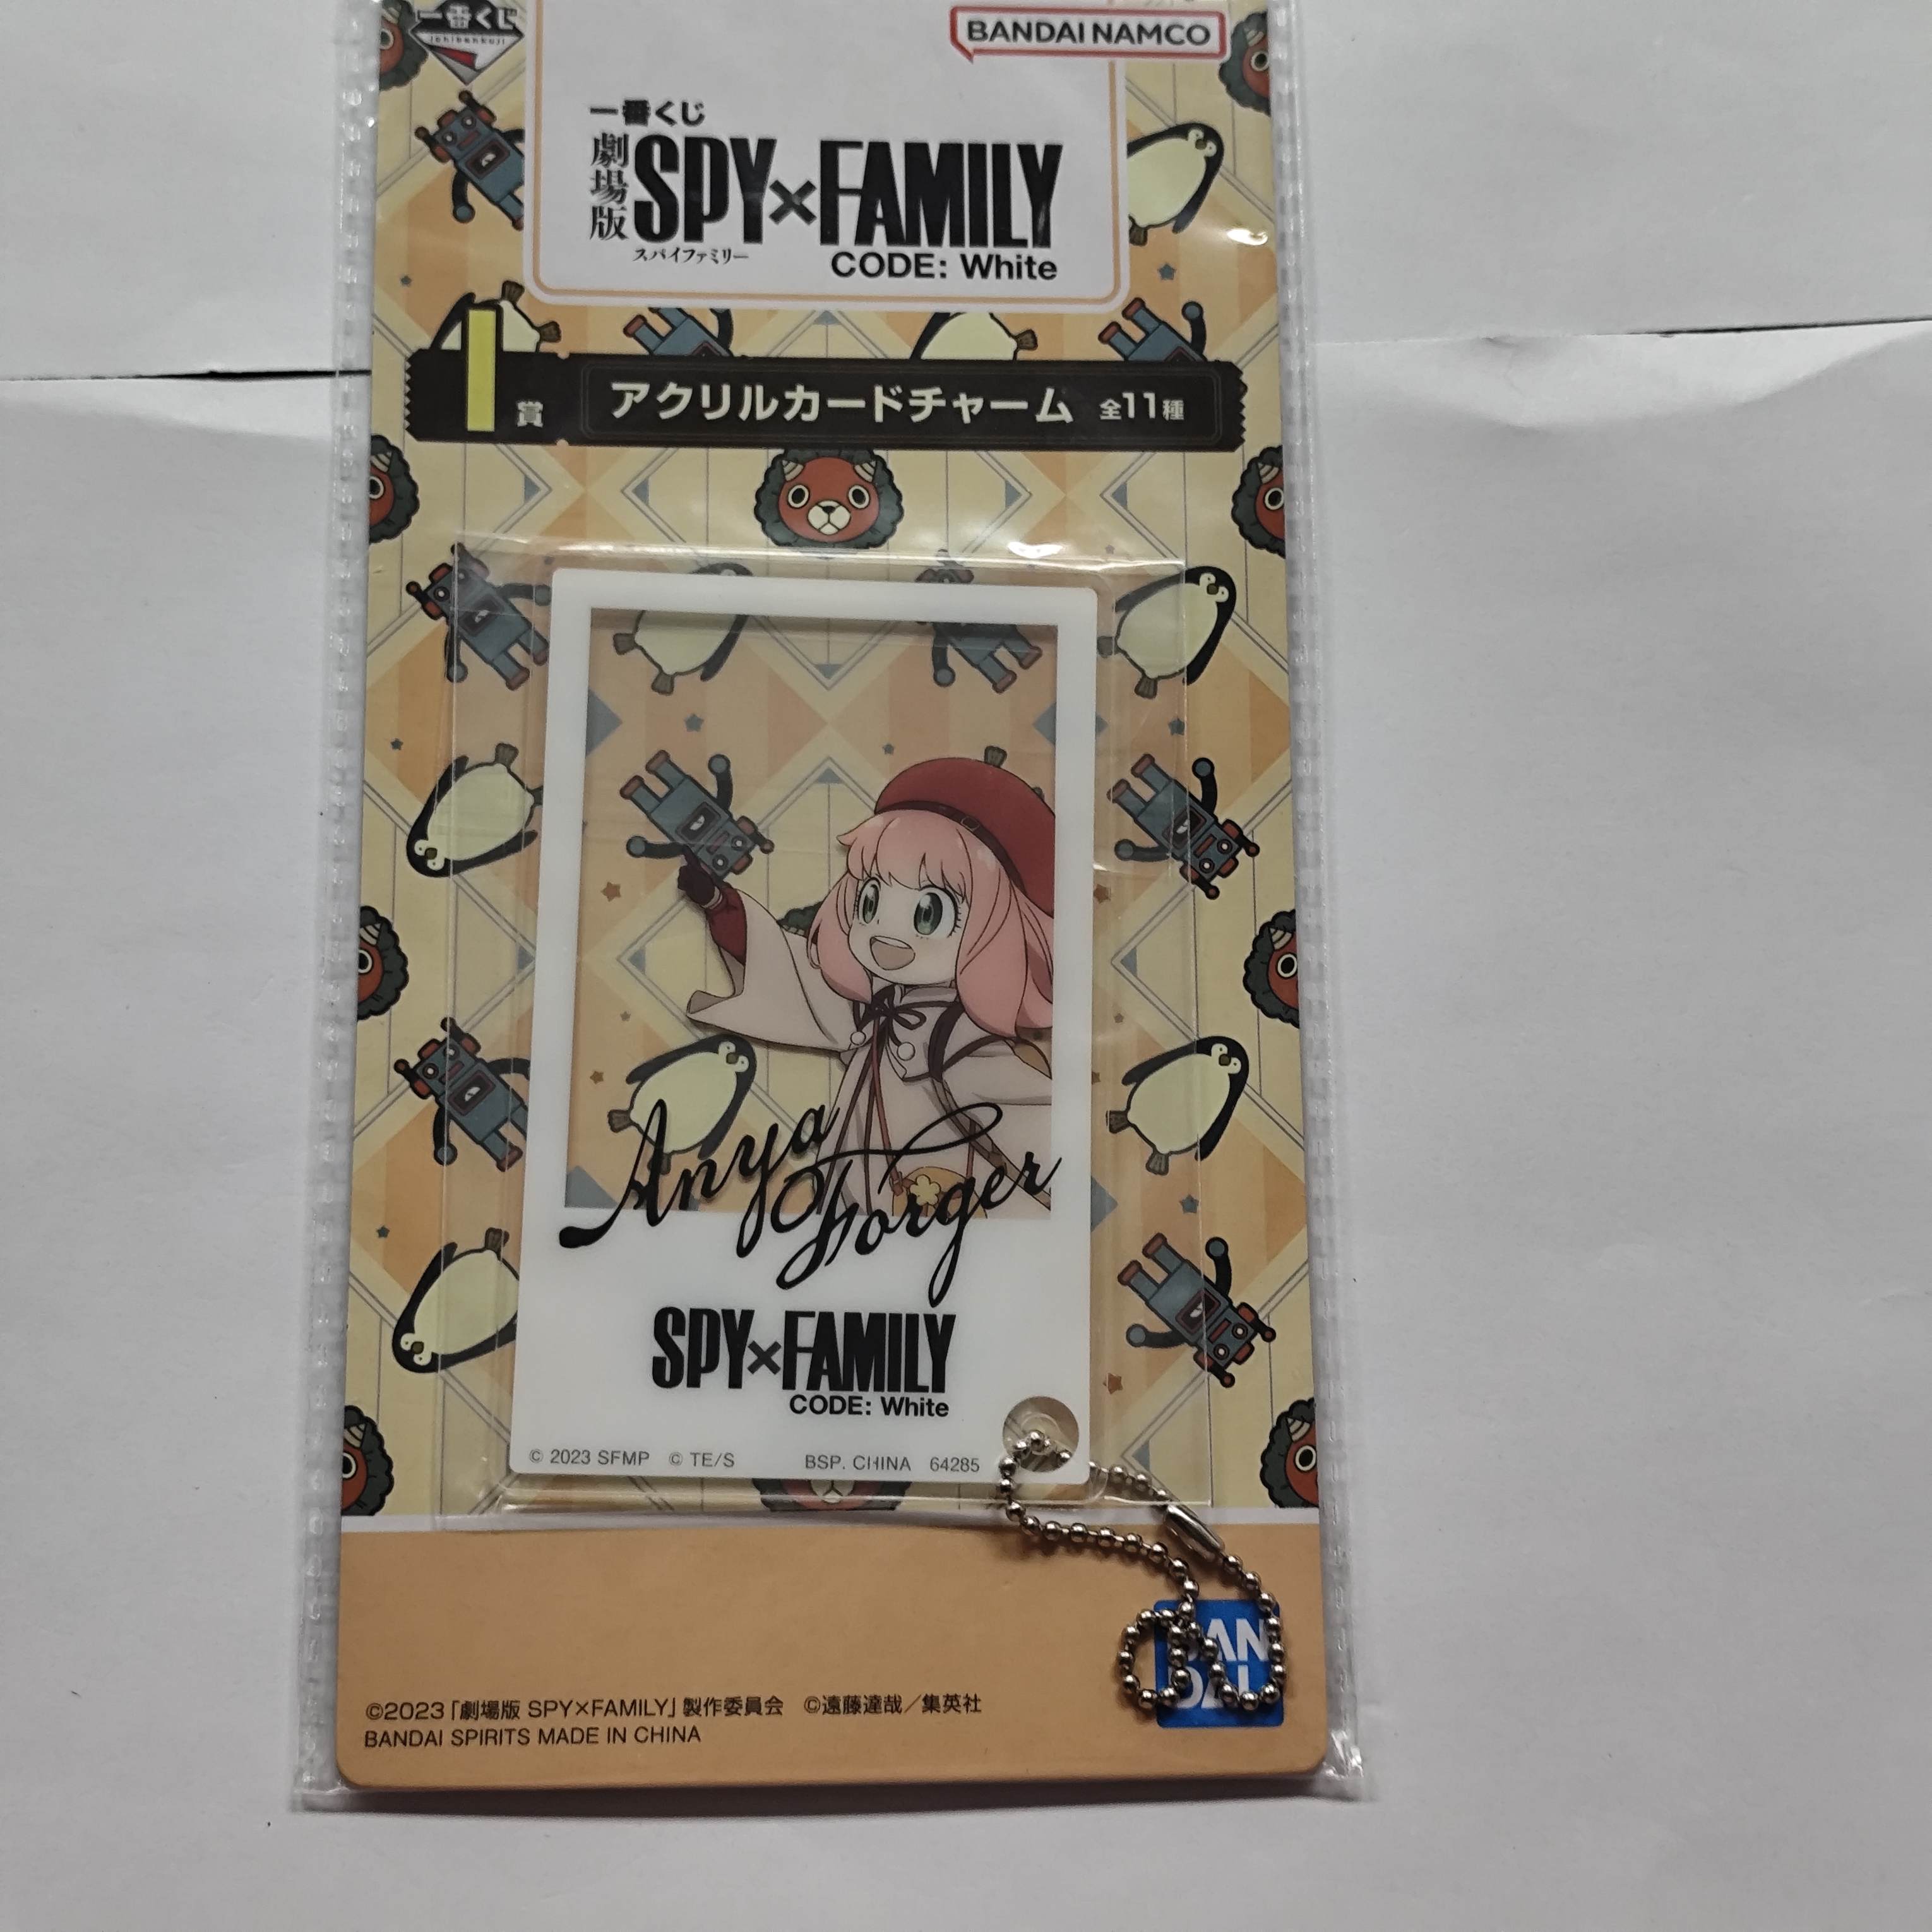 一番くじ
ichibankuji
BANDAI NAMCO
一番くじ
劇場版
SPY×FAMILY
スパイファミリー
CODE: White
I賞 アクリルカードチャーム 全11種
Anya
Forger
SPY×FAMILY
CODE: White
© 2023 SFMP © TE/S BSP. CHINA 64285
BAN
DAI
©2023「劇場版 SPY×FAMILY」製作委員会 ©遠藤達哉／集英社
BANDAI SPIRITS MADE IN CHINA